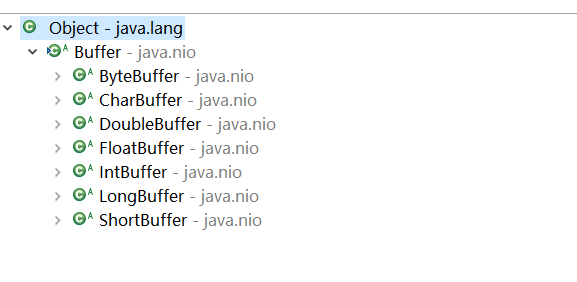 Object - java.lang
Buffer - java.nio
ByteBuffer - java.nio
CharBuffer - java.nio
DoubleBuffer - java.nio
FloatBuffer - java.nio
IntBuffer - java.nio
LongBuffer - java.nio
ShortBuffer - java.nio